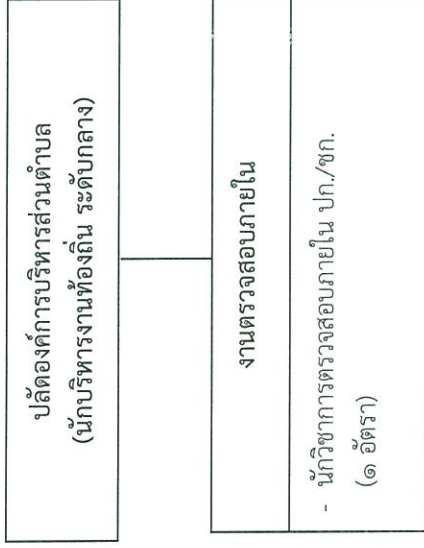 ปลัดองค์การบริหารส่วนตำบล
(นักบริหารงานท้องถิ่น ระดับกลาง)
งานตรวจสอบภายใน
- นักวิชาการตรวจสอบภายใน ปก./ชก.
(๑ อัตรา)